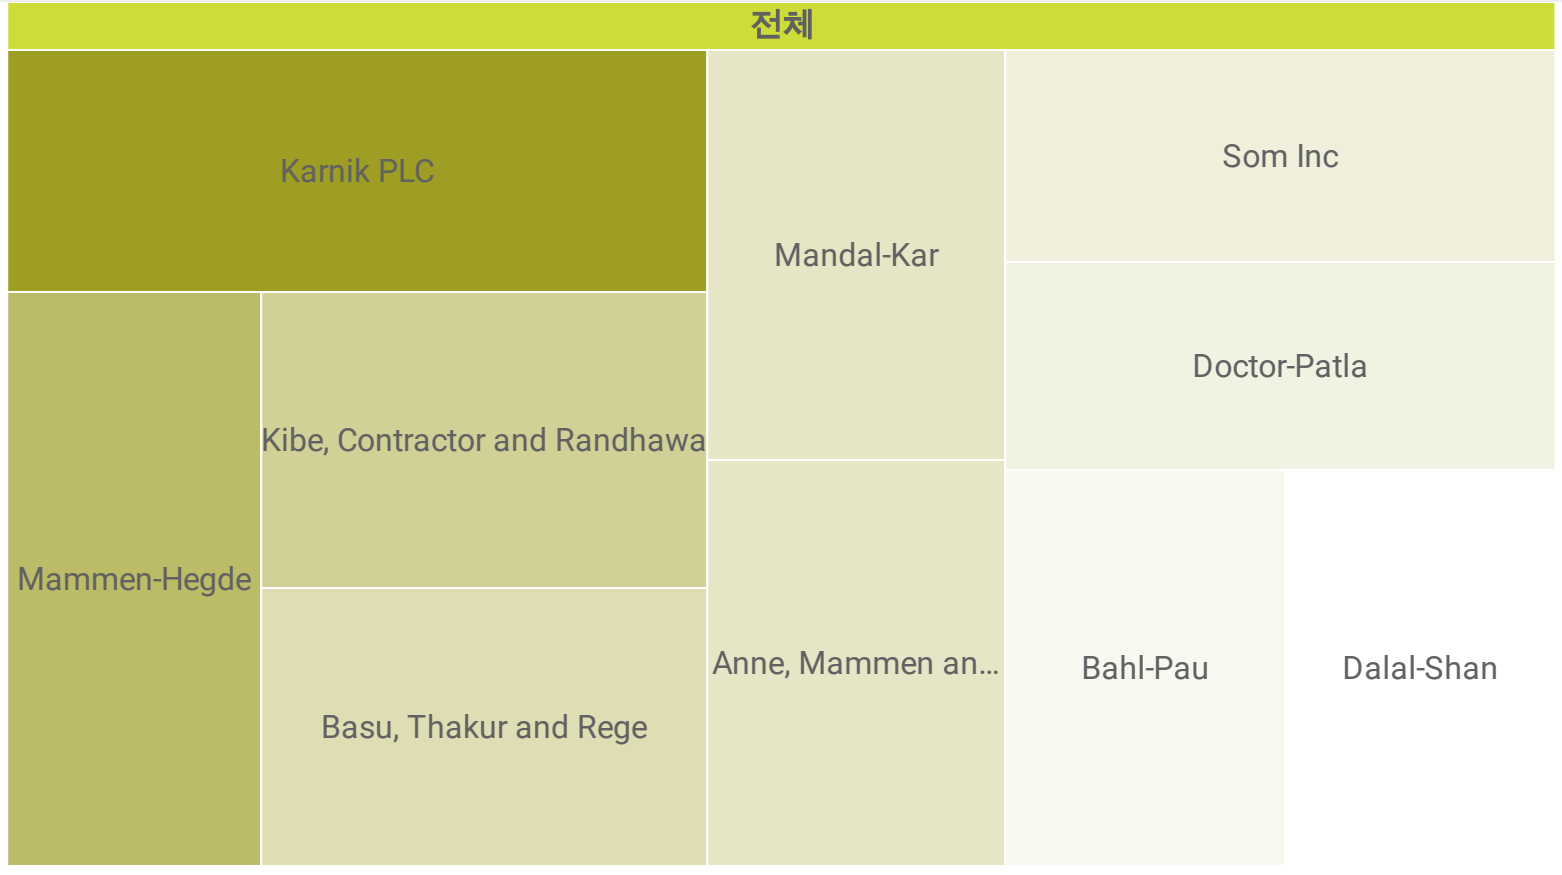 전체
Karnik PLC
Mammen-Hegde
Kibe, Contractor and Randhawa
Basu, Thakur and Rege
Mandal-Kar
Anne, Mammen an...
Som Inc
Doctor-Patla
Bahl-Pau
Dalal-Shan